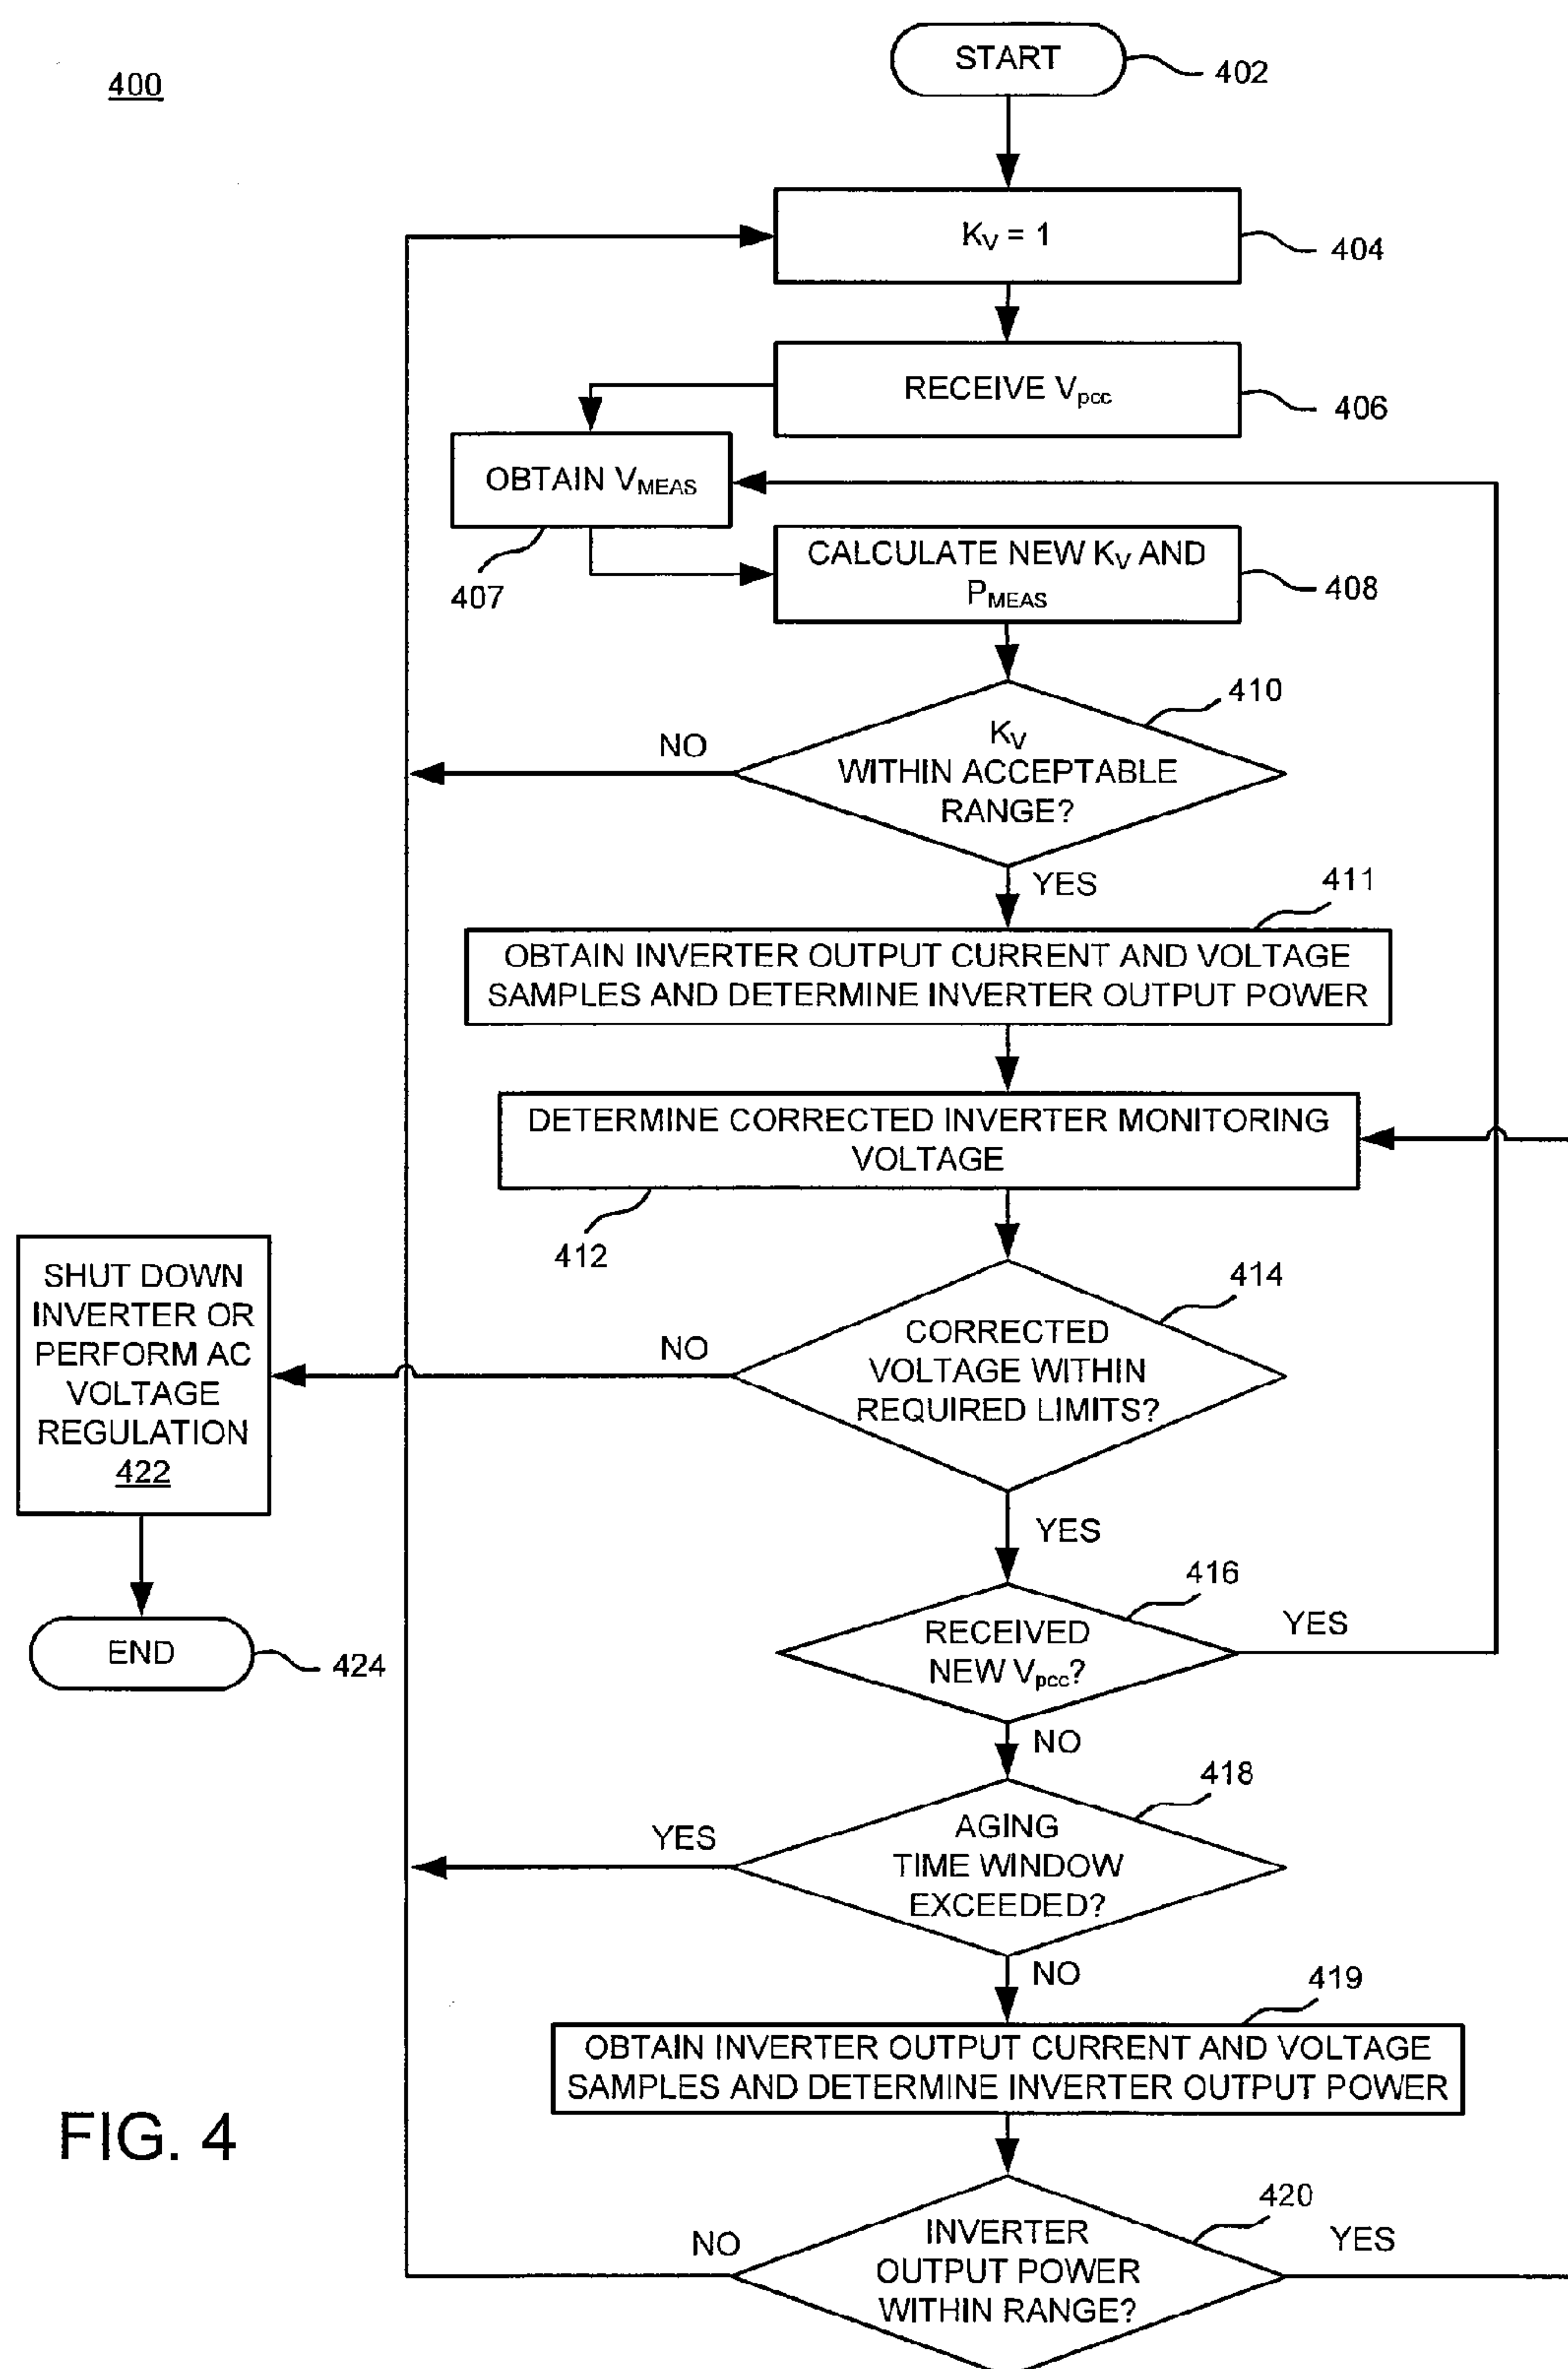 400
START
402
KV = 1
404
RECEIVE Vpcc
406
OBTAIN VMEAS
407
CALCULATE NEW KV AND
PMEAS
408
410
KV
WITHIN ACCEPTABLE
RANGE?
NO
YES
411
OBTAIN INVERTER OUTPUT CURRENT AND VOLTAGE
SAMPLES AND DETERMINE INVERTER OUTPUT POWER
DETERMINE CORRECTED INVERTER MONITORING
VOLTAGE
412
414
CORRECTED
VOLTAGE WITHIN
REQUIRED LIMITS?
NO
YES
SHUT DOWN
INVERTER OR
PERFORM AC
VOLTAGE
REGULATION
422
END
424
416
RECEIVED
NEW Vpcc?
YES
NO
418
AGING
TIME WINDOW
EXCEEDED?
YES
NO
419
OBTAIN INVERTER OUTPUT CURRENT AND VOLTAGE
SAMPLES AND DETERMINE INVERTER OUTPUT POWER
420
INVERTER
OUTPUT POWER
WITHIN RANGE?
NO
YES
FIG. 4